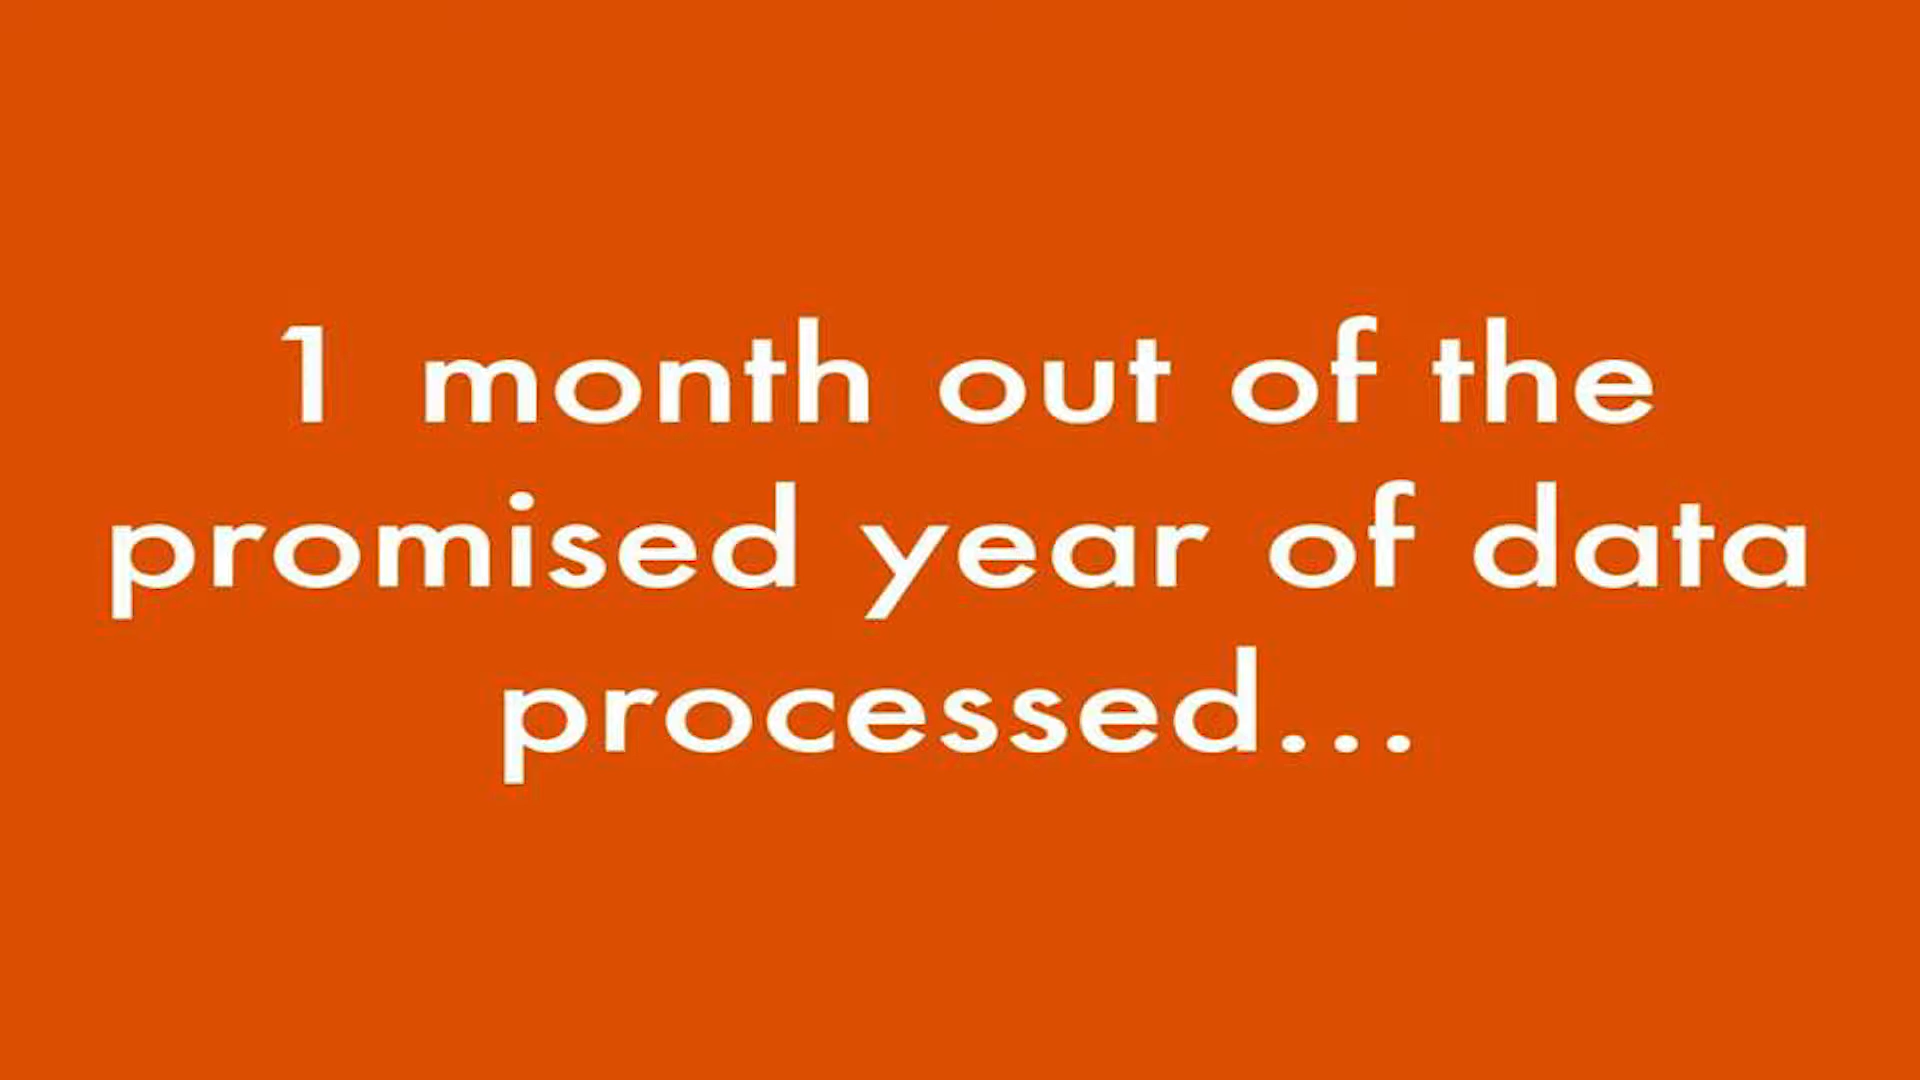 1 month out of the
promised year of data
processed...